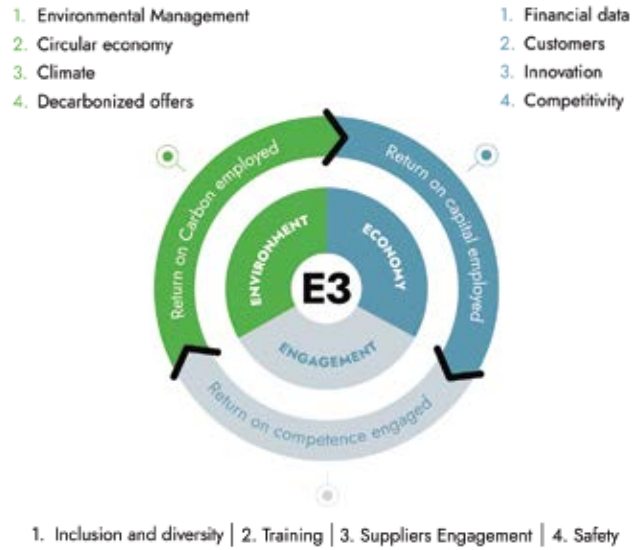 1. Environmental Management
2. Circular economy
3. Climate
4. Decarbonized offers
1. Financial data
2. Customers
3. Innovation
4. Competitivity
Return on Carbon employed
Return on capital employed
ENVIRONMENT
ECONOMY
E3
ENGAGEMENT
Return on competence engaged
1. Inclusion and diversity | 2. Training | 3. Suppliers Engagement | 4. Safety